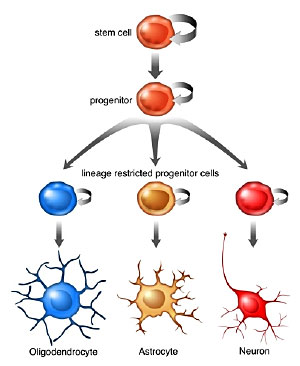 stem cell
progenitor
lineage restricted progenitor cells
Oligodendrocyte
Astrocyte
Neuron